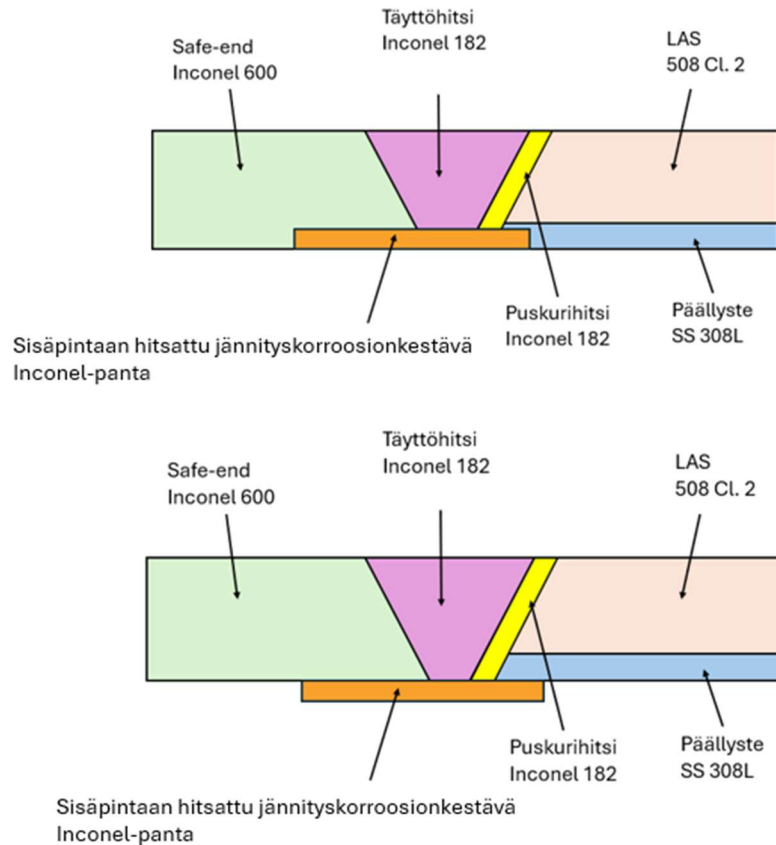 Täyttöhitsi
Inconel 182
Safe-end
Inconel 600
LAS
508 Cl. 2
Puskurihitsi
Inconel 182
Päällyste
SS 308L
Sisäpintaan hitsattu jännityskorroosionkestävä
Inconel-panta
Täyttöhitsi
Inconel 182
Safe-end
Inconel 600
LAS
508 Cl. 2
Puskurihitsi
Inconel 182
Päällyste
SS 308L
Sisäpintaan hitsattu jännityskorroosionkestävä
Inconel-panta